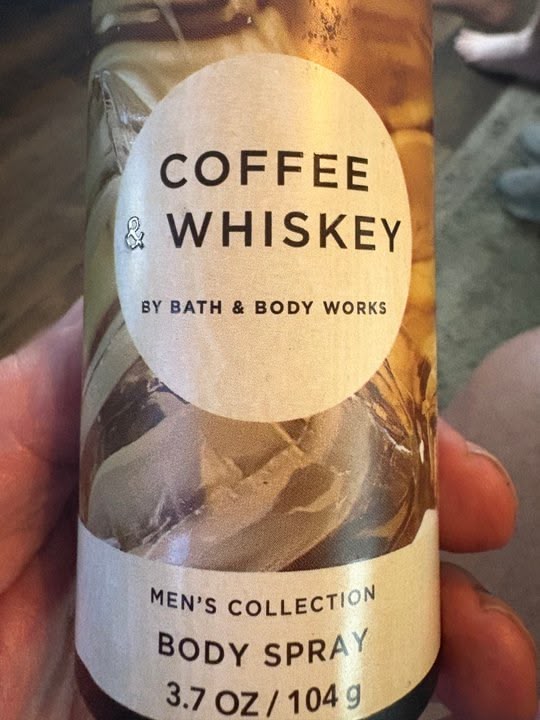 COFFEE
& WHISKEY
BY BATH & BODY WORKS
MEN'S COLLECTION
BODY SPRAY
3.7 OZ / 104 g